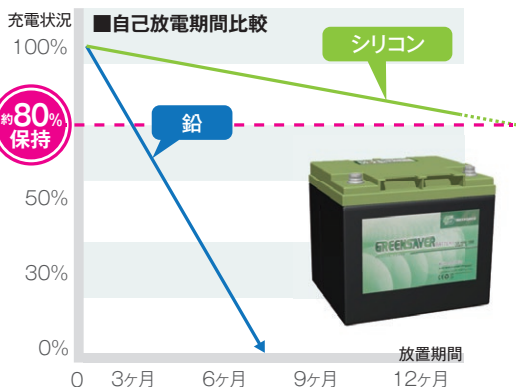 充電状況
■自己放電期間比較
100%
シリコン
約80%
保持
鉛
50%
30%
0%
GREENSAVER
放置期間
0 3ヶ月 6ヶ月 9ヶ月 12ヶ月